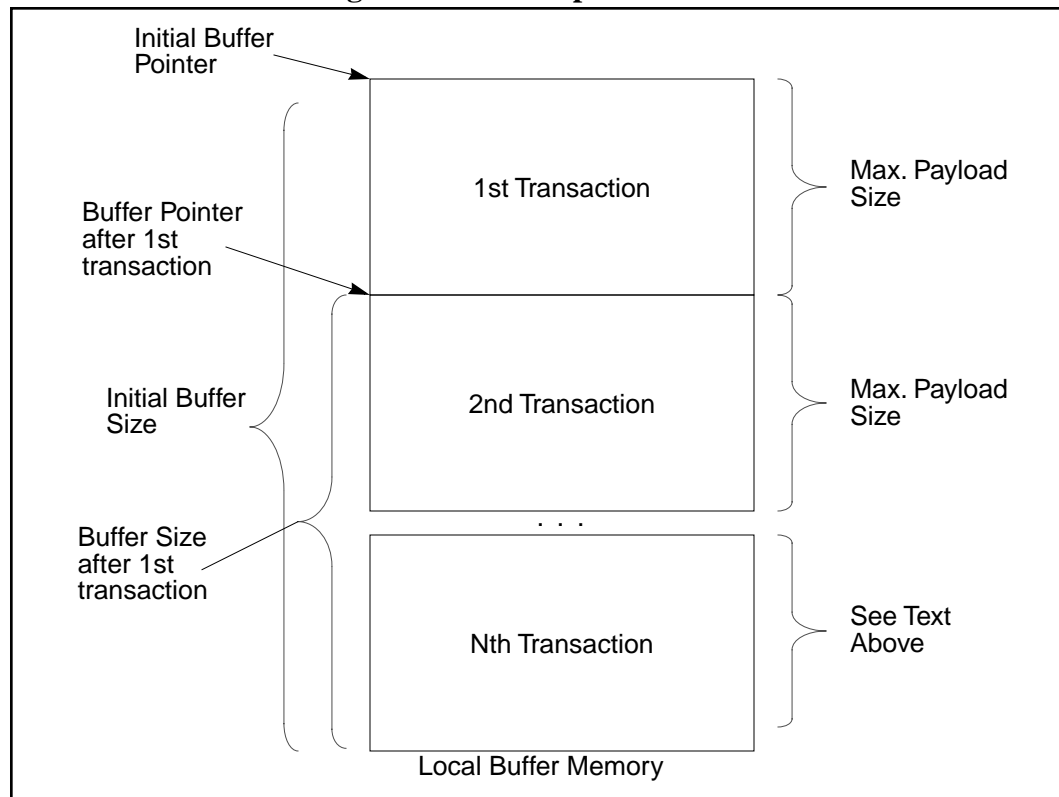 Initial Buffer
Pointer
1st Transaction
Max. Payload
Size
Buffer Pointer
after 1st
transaction
Initial Buffer
Size
2nd Transaction
Max. Payload
Size
. . .
Buffer Size
after 1st
transaction
Nth Transaction
See Text
Above
Local Buffer Memory